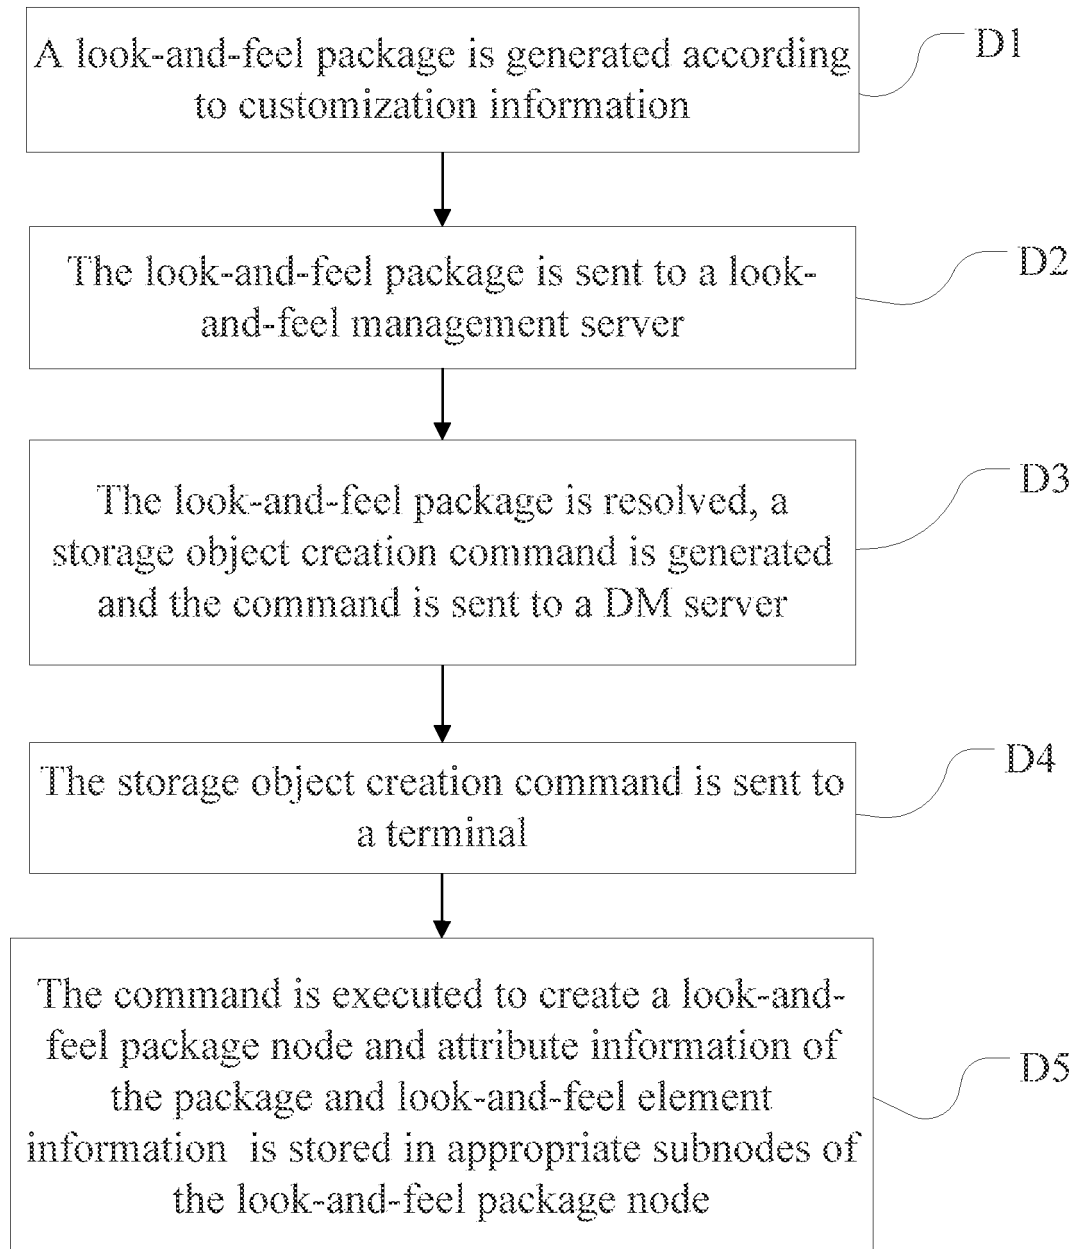 A look-and-feel package is generated according
to customization information
D1
The look-and-feel package is sent to a look-
and-feel management server
D2
The look-and-feel package is resolved, a
storage object creation command is generated
and the command is sent to a DM server
D3
The storage object creation command is sent to
a terminal
D4
The command is executed to create a look-and-
feel package node and attribute information of
the package and look-and-feel element
information is stored in appropriate subnodes of
the look-and-feel package node
D5